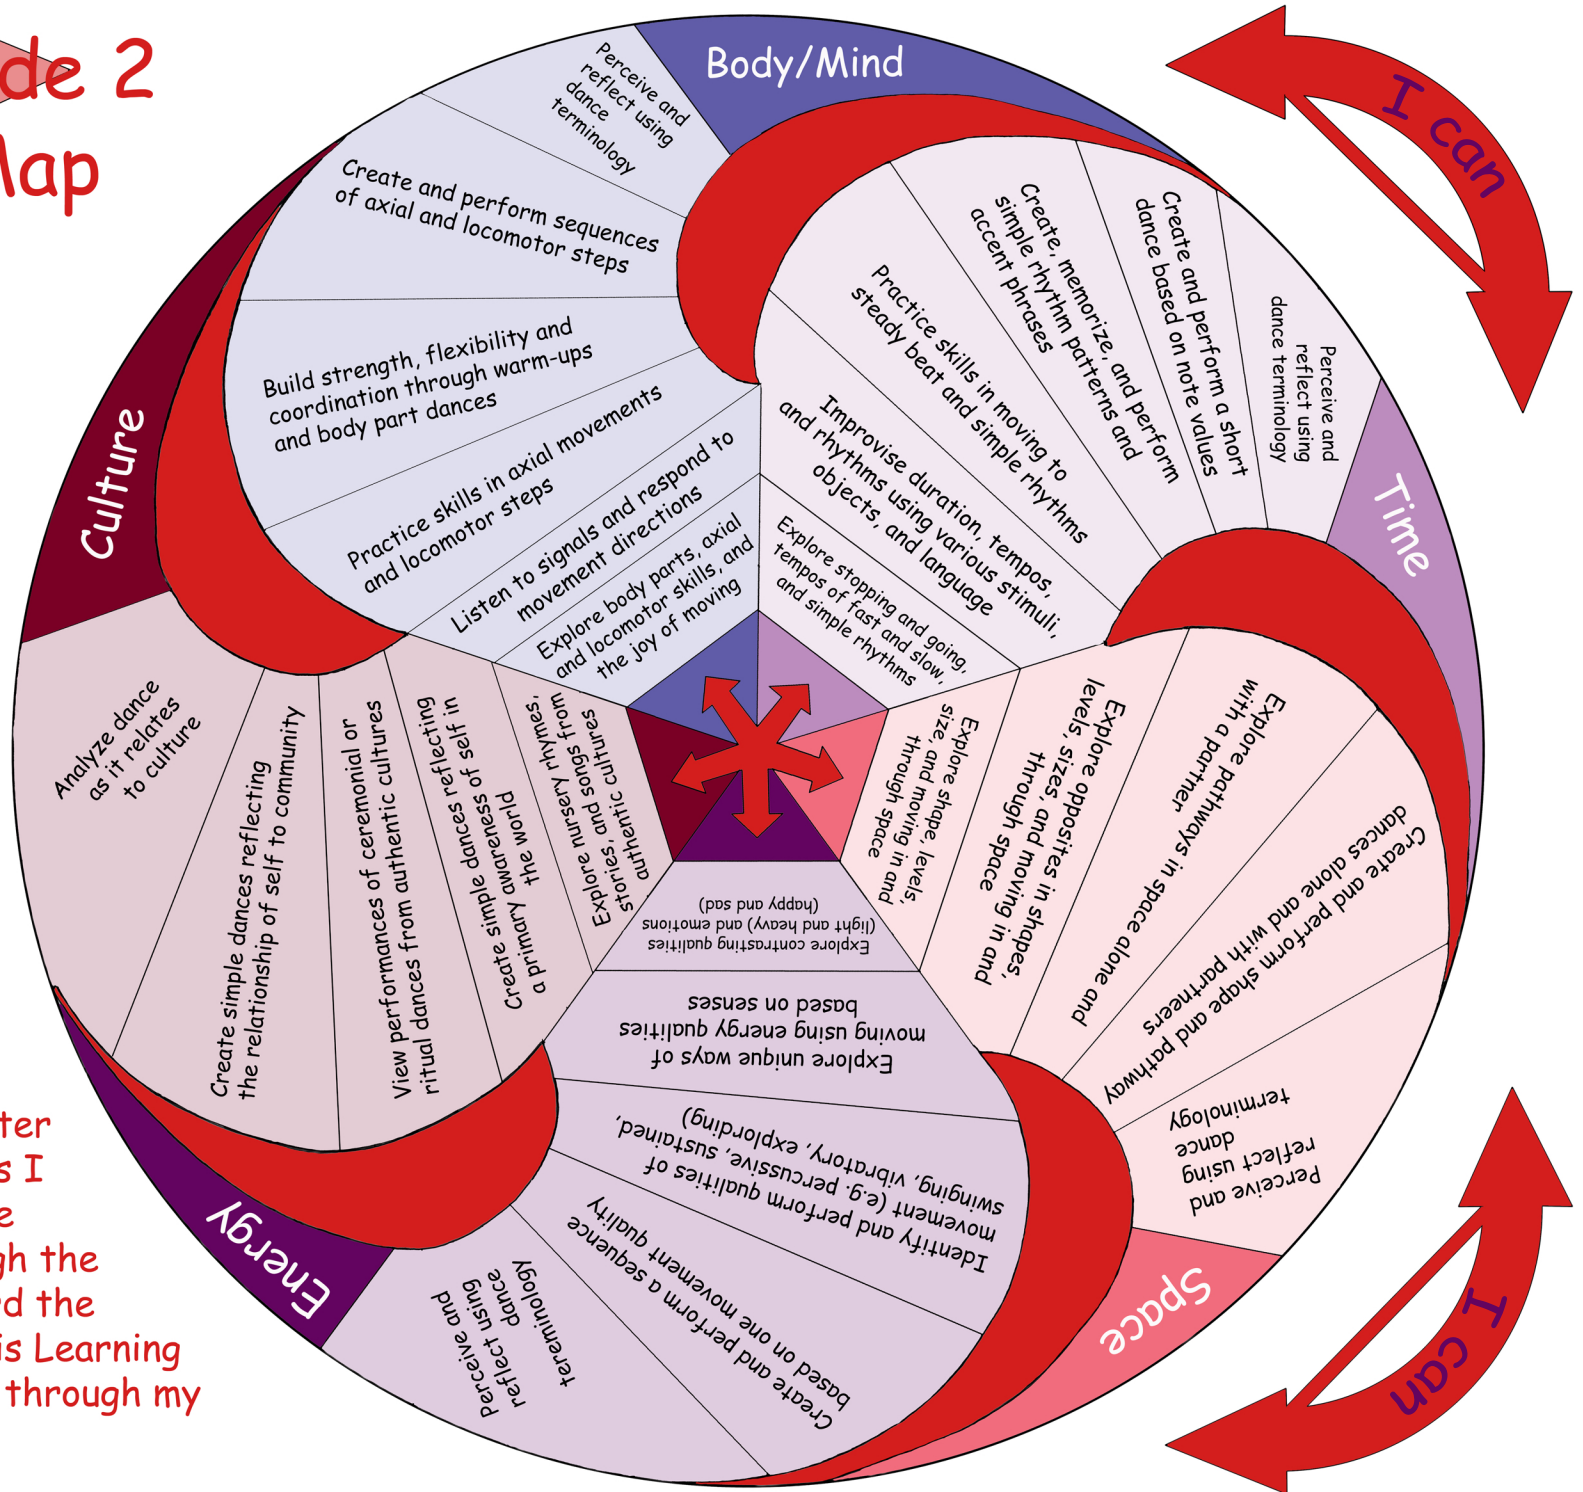 de 2
Map
Body/Mind
Perceive and
reflect using
dance
terminology
Create and perform sequences
of axial and locomotor steps
Build strength, flexibility and
coordination through warm-ups
and body part dances
Practice skills in axial movements
and locomotor steps
Listen to signals and respond to
movement directions
Explore body parts, axial
and locomotor skills, and
the joy of moving
Time
Perceive and
reflect using
dance terminology
Create and perform a short
dance based on note values
Create, memorize, and perform
simple rhythm patterns and
accent phrases
Practice skills in moving to
steady beat and simple rhythms
Improvise duration, tempos,
and rhythms using various stimuli,
objects, and language
Explore stopping and going,
tempos of fast and slow,
and simple rhythms
Space
Explore shape, levels,
size, and moving in and
through space
Explore opposites in shapes,
levels, sizes, and moving in and
through space
Explore pathways in space alone and
with a partner
Create and perform shape and pathway
dances alone and with partneers
Perceive and
reflect using
dance
terminology
Energy
Explore contrasting qualities
(light and heavy) and emotions
(happy and sad)
Explore unique ways of
moving using energy qualities
based on senses
Identify and perform qualities of
movement (e.g. percussive, sustained,
swinging, vibratory, explording)
Create and perform a sequence
based on one movement quality
Perceive and
reflect using
dance
tereminology
Culture
Explore nursery rhymes,
stories, and songs from
authentic cultures
Create simple dances reflecting
a primary awareness of self in
the world
View performances of ceremonial or
ritual dances from authentic cultures
Create simple dances reflecting
the relationship of self to community
Analyze dance
as it relates
to culture
I can
I can
ter
s I
e
gh the
rd the
is Learning
through my